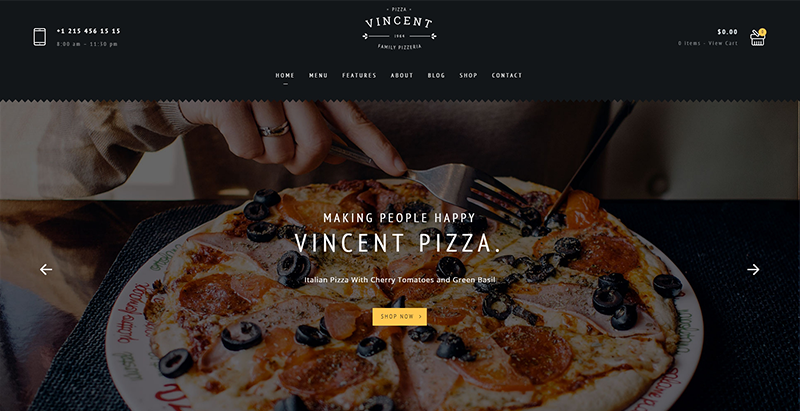 PIZZA
VINCENT
1984
FAMILY PIZZERIA
+1 215 456 15 15
8:00 am – 11:30 pm
$0.00
0 Items - View Cart
HOME MENU FEATURES ABOUT BLOG SHOP CONTACT
MAKING PEOPLE HAPPY
VINCENT PIZZA.
Italian Pizza With Cherry Tomatoes and Green Basil
SHOP NOW >